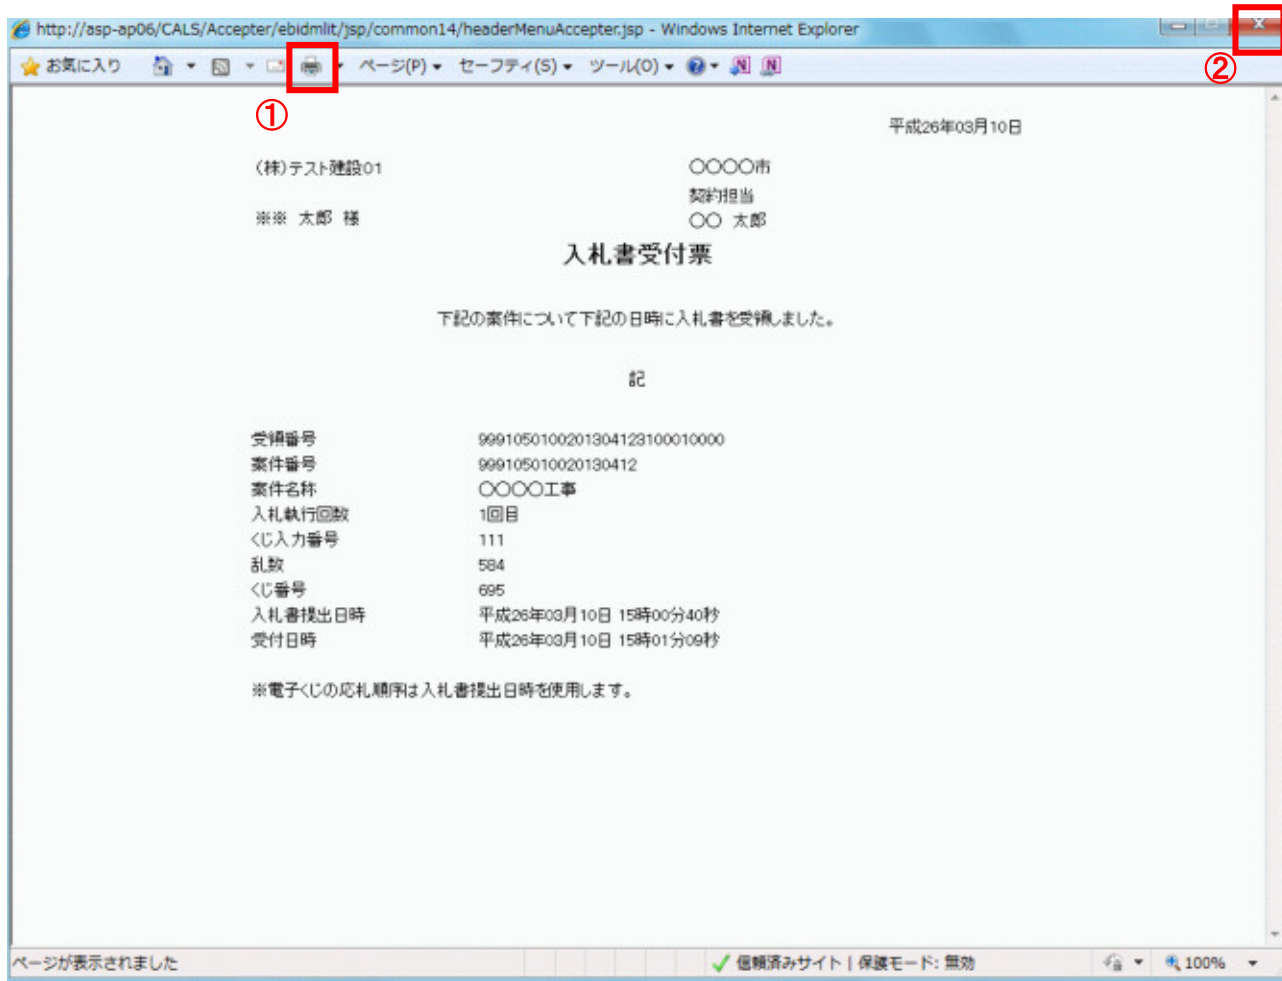 http://asp-ap06/CALS/Accepter/ebidmlit/jsp/common14/headerMenuAccepter.jsp - Windows Internet Explorer
X
お気に入り ページ(P) セーフティ(S) ツール(O)
①
②
平成26年03月10日
(株)テスト建設01 〇〇〇〇市
契約担当
※※ 太郎 様 〇〇 太郎
入札書受付票
下記の案件について下記の日時に入札書を受領しました。
記
受領番号 9991050100201304123100010000
案件番号 999105010020130412
案件名称 〇〇〇〇工事
入札執行回数 1回目
くじ入力番号 111
乱数 584
くじ番号 695
入札書提出日時 平成26年03月10日 15時00分40秒
受付日時 平成26年03月10日 15時01分09秒
※電子くじの応札順序は入札書提出日時を使用します。
ページが表示されました 信頼済みサイト | 保護モード: 無効 100%